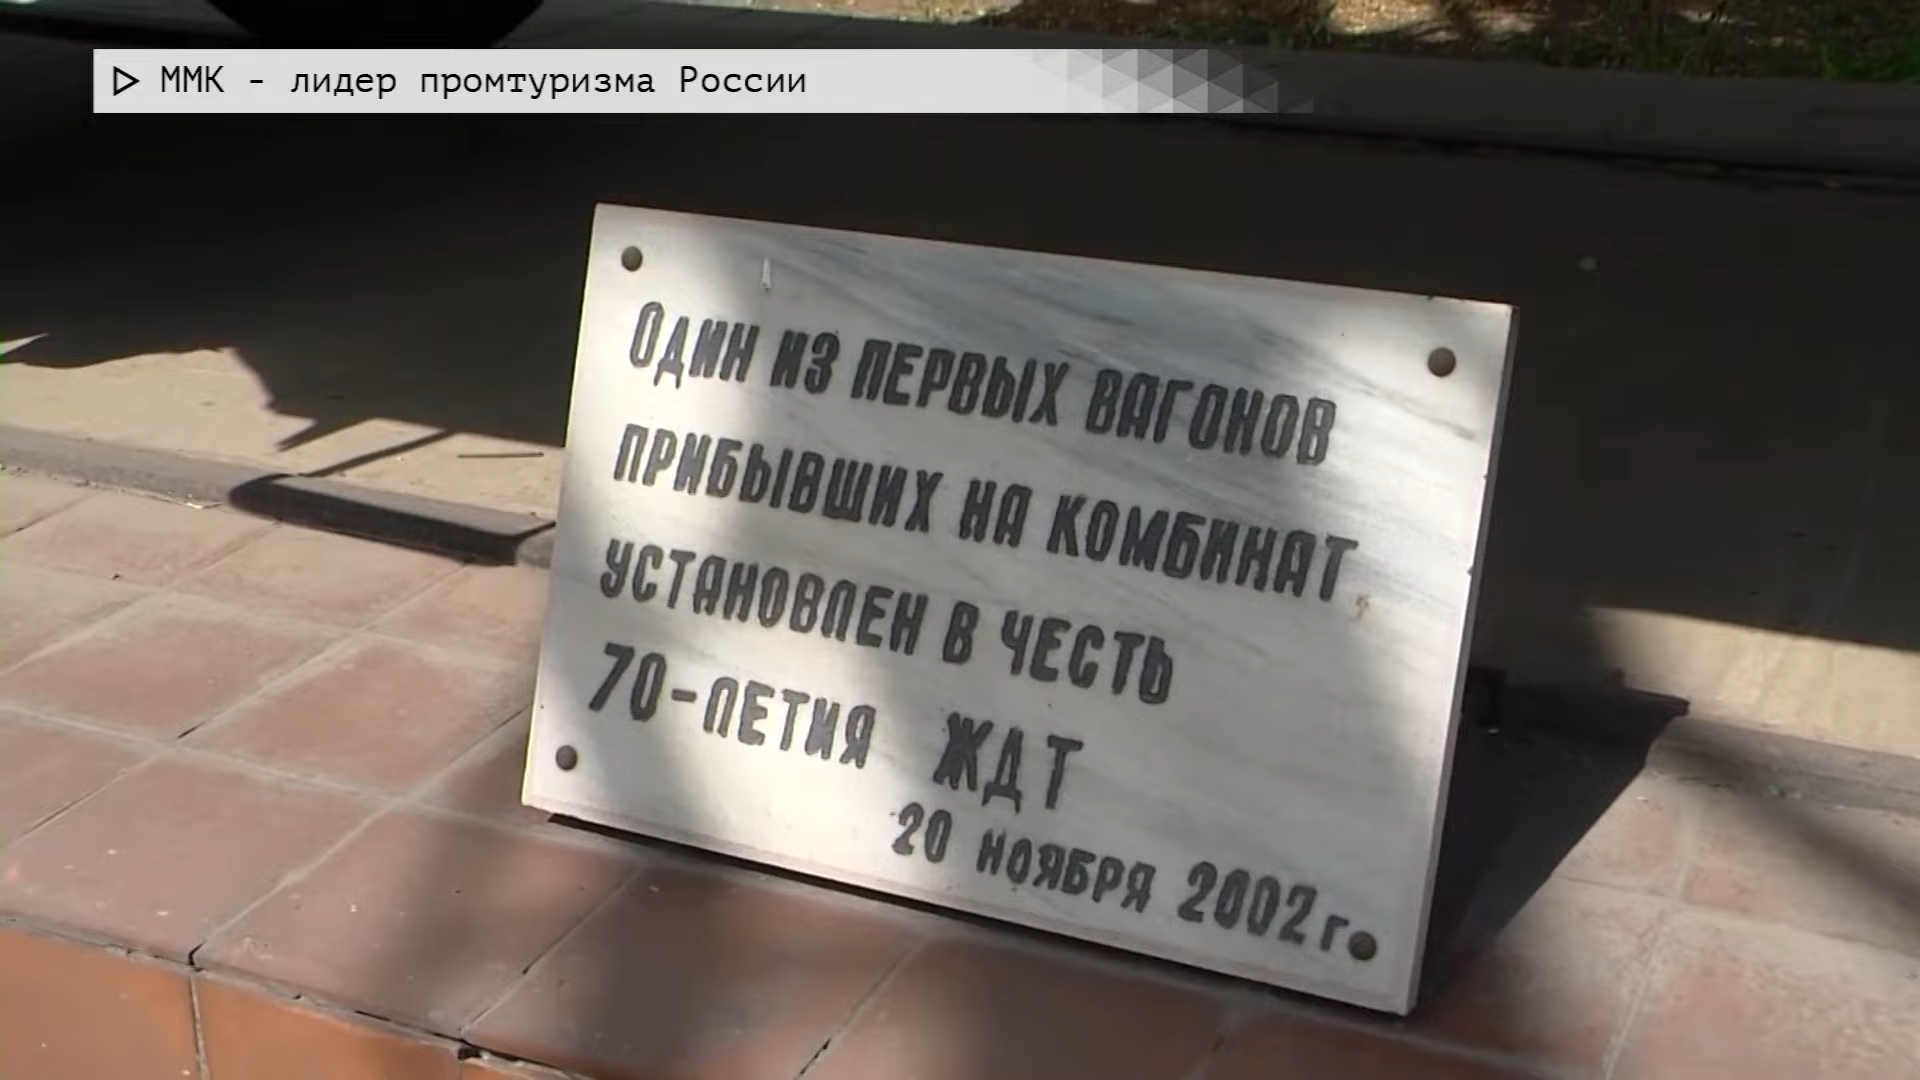 ММК - лидер промтуризма России
Один из первых вагонов
прибывших на комбинат
установлен в честь
70-летия ЖДТ
20 ноября 2002 г.